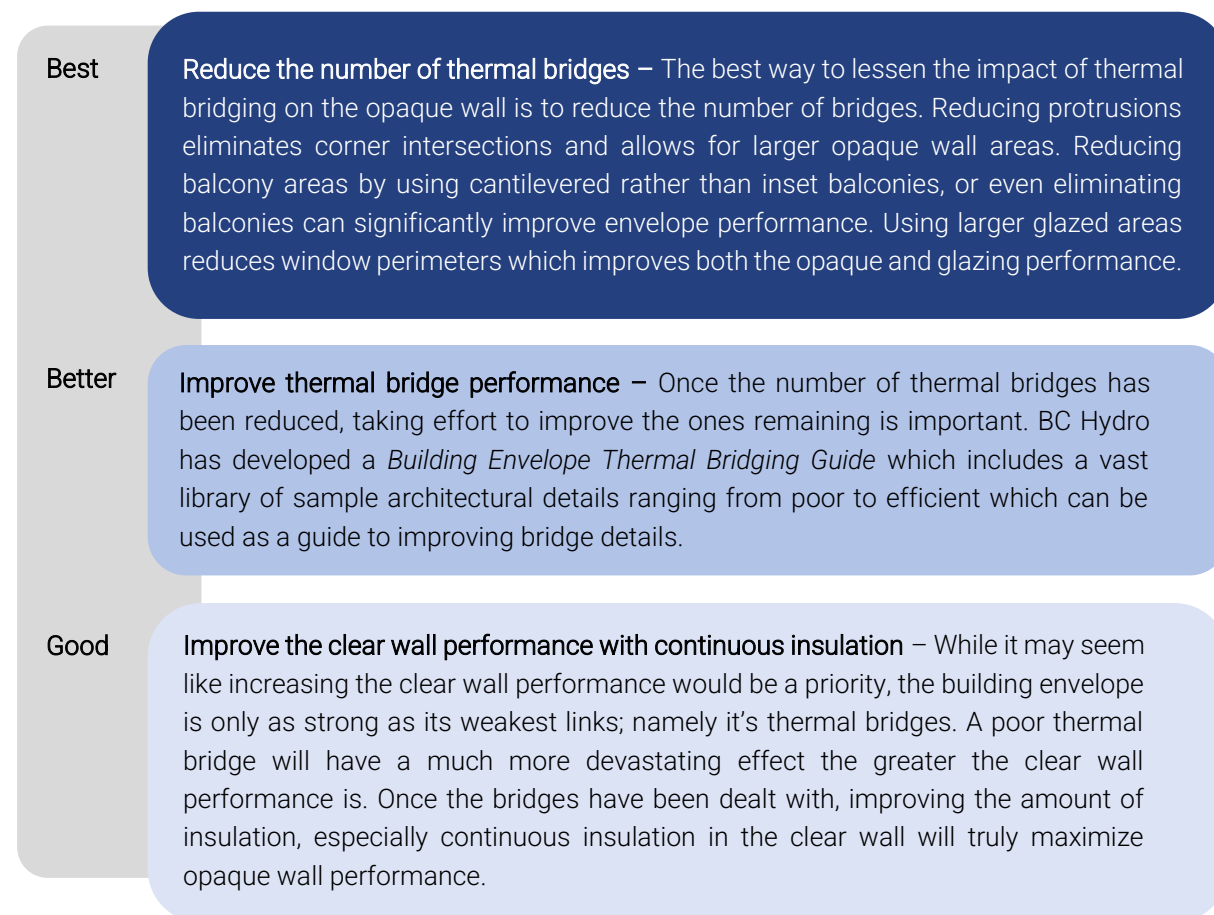 Best
Reduce the number of thermal bridges – The best way to lessen the impact of thermal
bridging on the opaque wall is to reduce the number of bridges. Reducing protrusions
eliminates corner intersections and allows for larger opaque wall areas. Reducing
balcony areas by using cantilevered rather than inset balconies, or even eliminating
balconies can significantly improve envelope performance. Using larger glazed areas
reduces window perimeters which improves both the opaque and glazing performance.
Better
Improve thermal bridge performance – Once the number of thermal bridges has
been reduced, taking effort to improve the ones remaining is important. BC Hydro
has developed a Building Envelope Thermal Bridging Guide which includes a vast
library of sample architectural details ranging from poor to efficient which can be
used as a guide to improving bridge details.
Good
Improve the clear wall performance with continuous insulation – While it may seem
like increasing the clear wall performance would be a priority, the building envelope
is only as strong as its weakest links; namely it’s thermal bridges. A poor thermal
bridge will have a much more devastating effect the greater the clear wall
performance is. Once the bridges have been dealt with, improving the amount of
insulation, especially continuous insulation in the clear wall will truly maximize
opaque wall performance.